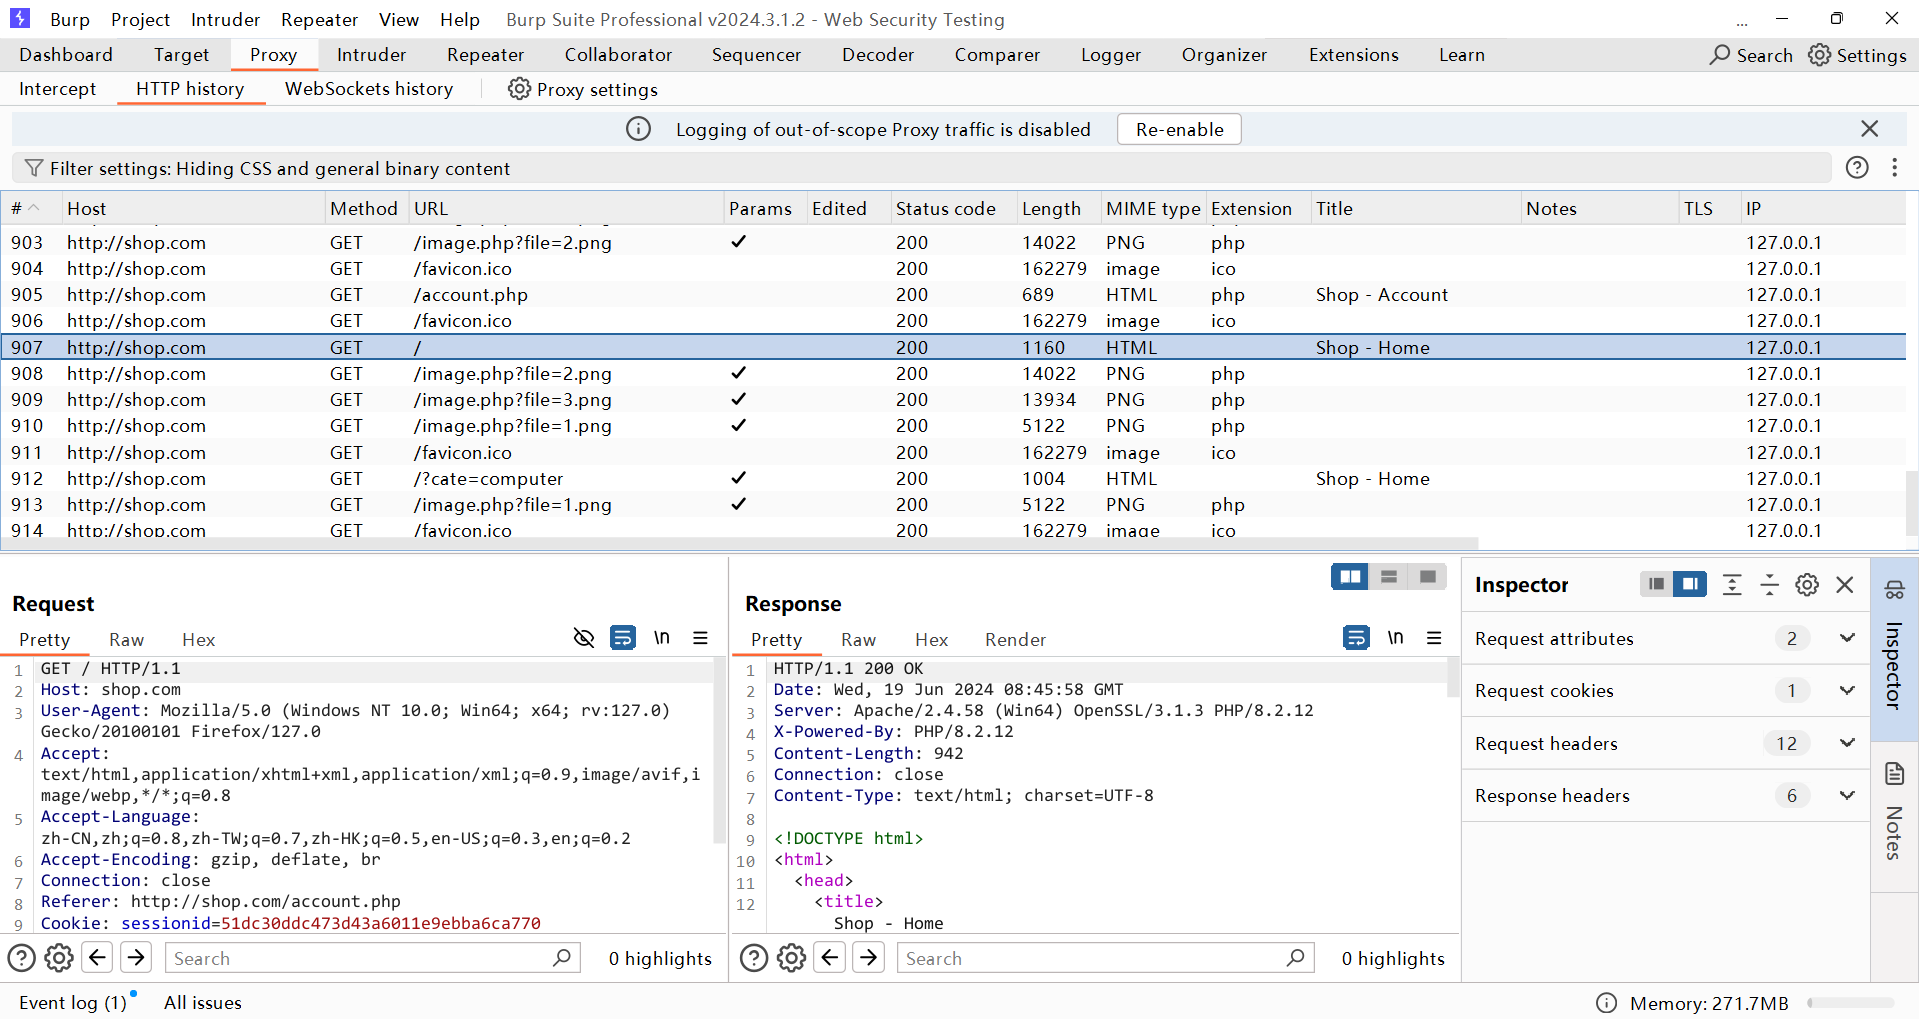 Burp Project Intruder Repeater View Help Burp Suite Professional v2024.3.1.2 - Web Security Testing ...
Dashboard Target Proxy Intruder Repeater Collaborator Sequencer Decoder Comparer Logger Organizer Extensions Learn Search Settings
Intercept HTTP history WebSockets history Proxy settings
Logging of out-of-scope Proxy traffic is disabled Re-enable
Filter settings: Hiding CSS and general binary content
# Host Method URL Params Edited Status code Length MIME type Extension Title Notes TLS IP
903 http://shop.com GET /image.php?file=2.png ✓ 200 14022 PNG php 127.0.0.1
904 http://shop.com GET /favicon.ico 200 162279 image ico 127.0.0.1
905 http://shop.com GET /account.php 200 689 HTML php Shop - Account 127.0.0.1
906 http://shop.com GET /favicon.ico 200 162279 image ico 127.0.0.1
907 http://shop.com GET / 200 1160 HTML Shop - Home 127.0.0.1
908 http://shop.com GET /image.php?file=2.png ✓ 200 14022 PNG php 127.0.0.1
909 http://shop.com GET /image.php?file=3.png ✓ 200 13934 PNG php 127.0.0.1
910 http://shop.com GET /image.php?file=1.png ✓ 200 5122 PNG php 127.0.0.1
911 http://shop.com GET /favicon.ico 200 162279 image ico 127.0.0.1
912 http://shop.com GET /?cate=computer ✓ 200 1004 HTML Shop - Home 127.0.0.1
913 http://shop.com GET /image.php?file=1.png ✓ 200 5122 PNG php 127.0.0.1
914 http://shop.com GET /favicon.ico 200 162279 image ico 127.0.0.1
Request
Pretty Raw Hex \n
1 GET / HTTP/1.1
2 Host: shop.com
3 User-Agent: Mozilla/5.0 (Windows NT 10.0; Win64; x64; rv:127.0)
Gecko/20100101 Firefox/127.0
4 Accept:
text/html,application/xhtml+xml,application/xml;q=0.9,image/avif,i
mage/webp,*/*;q=0.8
5 Accept-Language:
zh-CN,zh;q=0.8,zh-TW;q=0.7,zh-HK;q=0.5,en-US;q=0.3,en;q=0.2
6 Accept-Encoding: gzip, deflate, br
7 Connection: close
8 Referer: http://shop.com/account.php
9 Cookie: sessionid=51dc30ddc473d43a6011e9ebba6ca770
Search 0 highlights
Response
Pretty Raw Hex Render \n
1 HTTP/1.1 200 OK
2 Date: Wed, 19 Jun 2024 08:45:58 GMT
3 Server: Apache/2.4.58 (Win64) OpenSSL/3.1.3 PHP/8.2.12
4 X-Powered-By: PHP/8.2.12
5 Content-Length: 942
6 Connection: close
7 Content-Type: text/html; charset=UTF-8
8
9 <!DOCTYPE html>
10 <html>
11 <head>
12 <title>
Shop - Home
Search 0 highlights
Inspector
Request attributes 2
Request cookies 1
Request headers 12
Response headers 6
Inspector
Notes
Event log (1) All issues Memory: 271.7MB